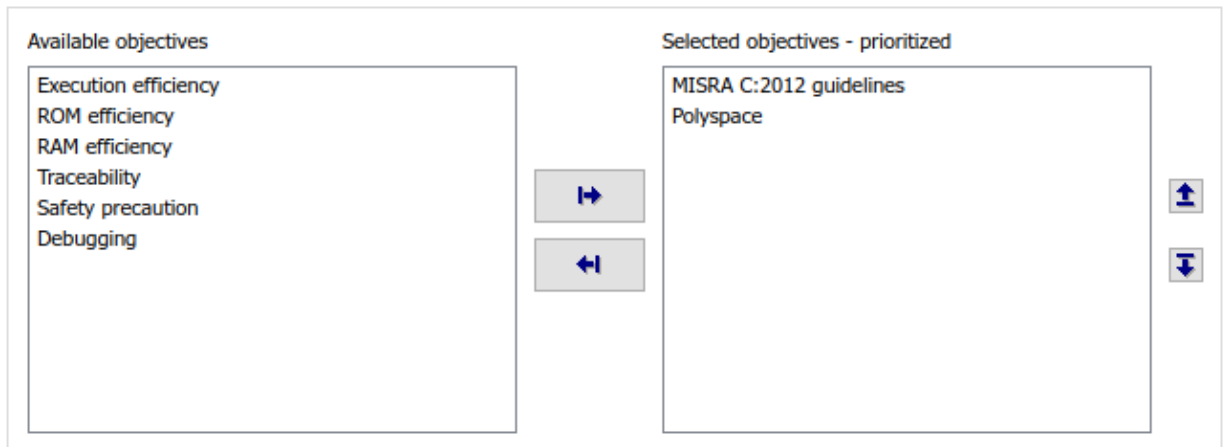 Available objectives
Execution efficiency
ROM efficiency
RAM efficiency
Traceability
Safety precaution
Debugging
Selected objectives - prioritized
MISRA C:2012 guidelines
Polyspace